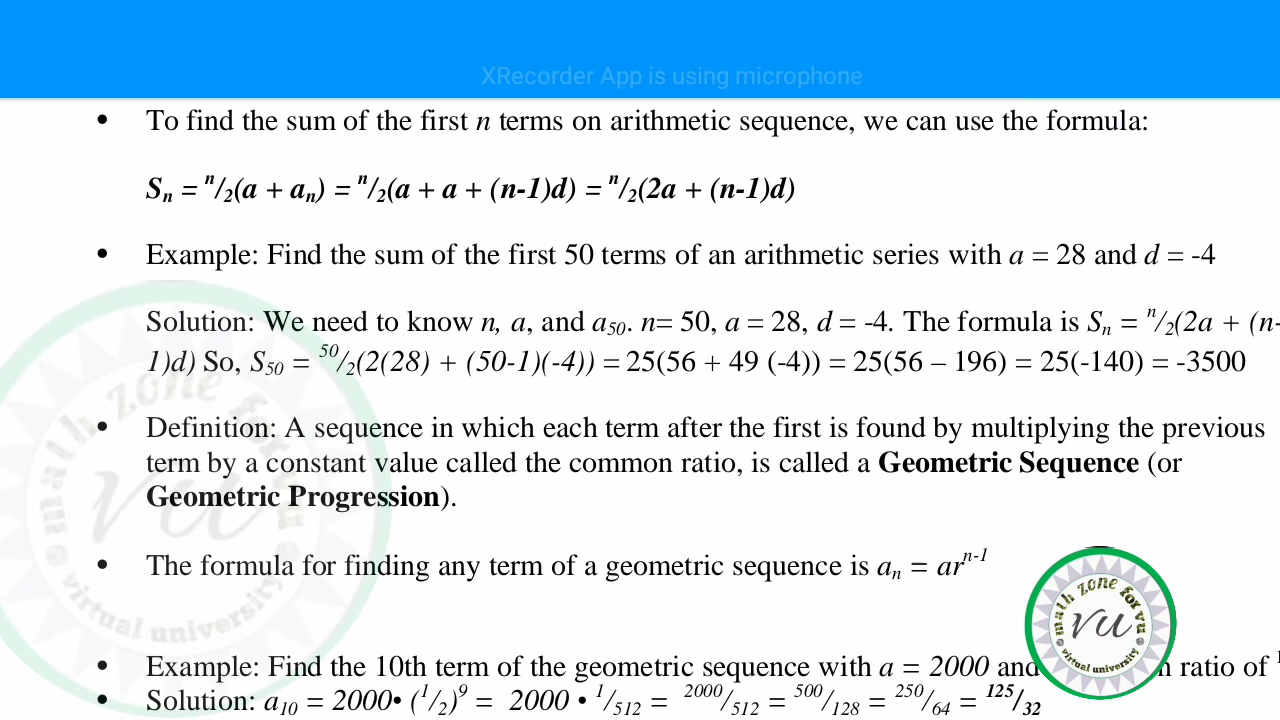 XRecorder App is using microphone
• To find the sum of the first n terms on arithmetic sequence, we can use the formula:
Sₙ = ⁿ/₂(a + aₙ) = ⁿ/₂(a + a + (n-1)d) = ⁿ/₂(2a + (n-1)d)
• Example: Find the sum of the first 50 terms of an arithmetic series with a = 28 and d = -4
Solution: We need to know n, a, and a₅₀. n= 50, a = 28, d = -4. The formula is Sₙ = ⁿ/₂(2a + (n-
1)d) So, S₅₀ = ⁵⁰/₂(2(28) + (50-1)(-4)) = 25(56 + 49 (-4)) = 25(56 – 196) = 25(-140) = -3500
• Definition: A sequence in which each term after the first is found by multiplying the previous
term by a constant value called the common ratio, is called a Geometric Sequence (or
Geometric Progression).
• The formula for finding any term of a geometric sequence is aₙ = arⁿ⁻¹
• Example: Find the 10th term of the geometric sequence with a = 2000 and ratio of
• Solution: a₁₀ = 2000• (¹/₂)⁹ = 2000 • ¹/₅₁₂ = ²⁰⁰⁰/₅₁₂ = ⁵⁰⁰/₁₂₈ = ²⁵⁰/₆₄ = ¹²⁵/₃₂
math zone for vu
vu
virtual university
math zone for vu
vu
virtual university